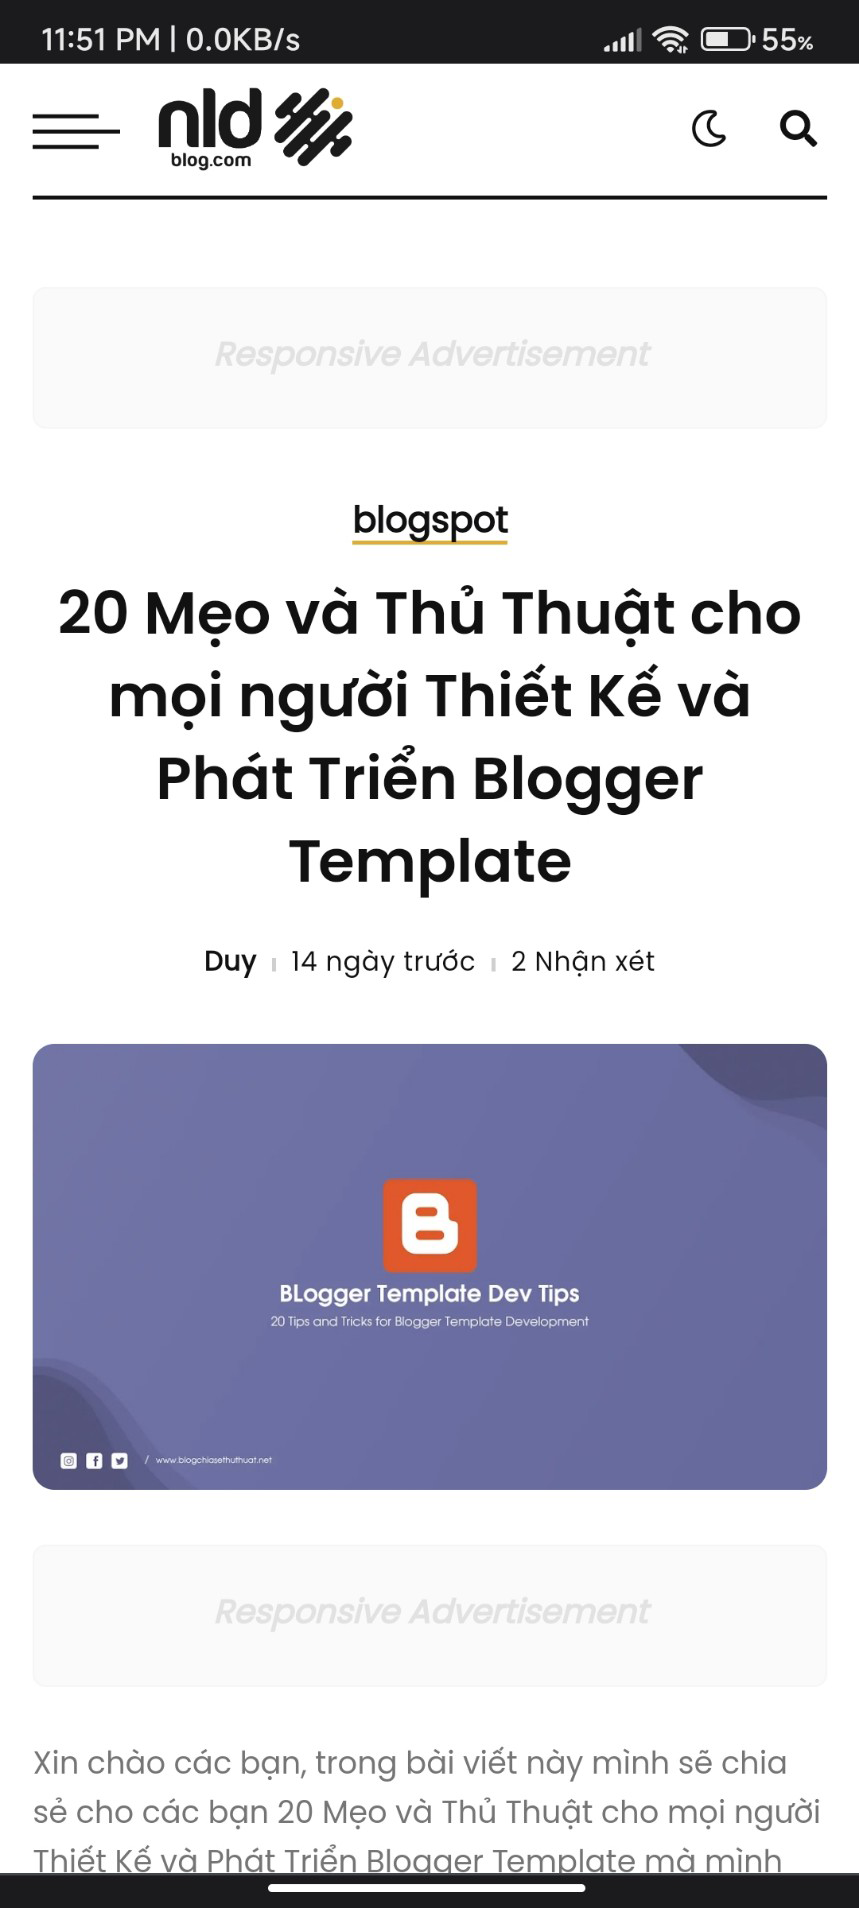 11:51 PM | 0.0KB/s 55%
nld
blog.com
Responsive Advertisement
blogspot
20 Mẹo và Thủ Thuật cho
mọi người Thiết Kế và
Phát Triển Blogger
Template
Duy 14 ngày trước 2 Nhận xét
BLogger Template Dev Tips
20 Tips and Tricks for Blogger Template Development
/ www.blogchiasethuthuat.net
Responsive Advertisement
Xin chào các bạn, trong bài viết này mình sẽ chia
sẻ cho các bạn 20 Mẹo và Thủ Thuật cho mọi người
Thiết Kế và Phát Triển Blogger Template mà mình